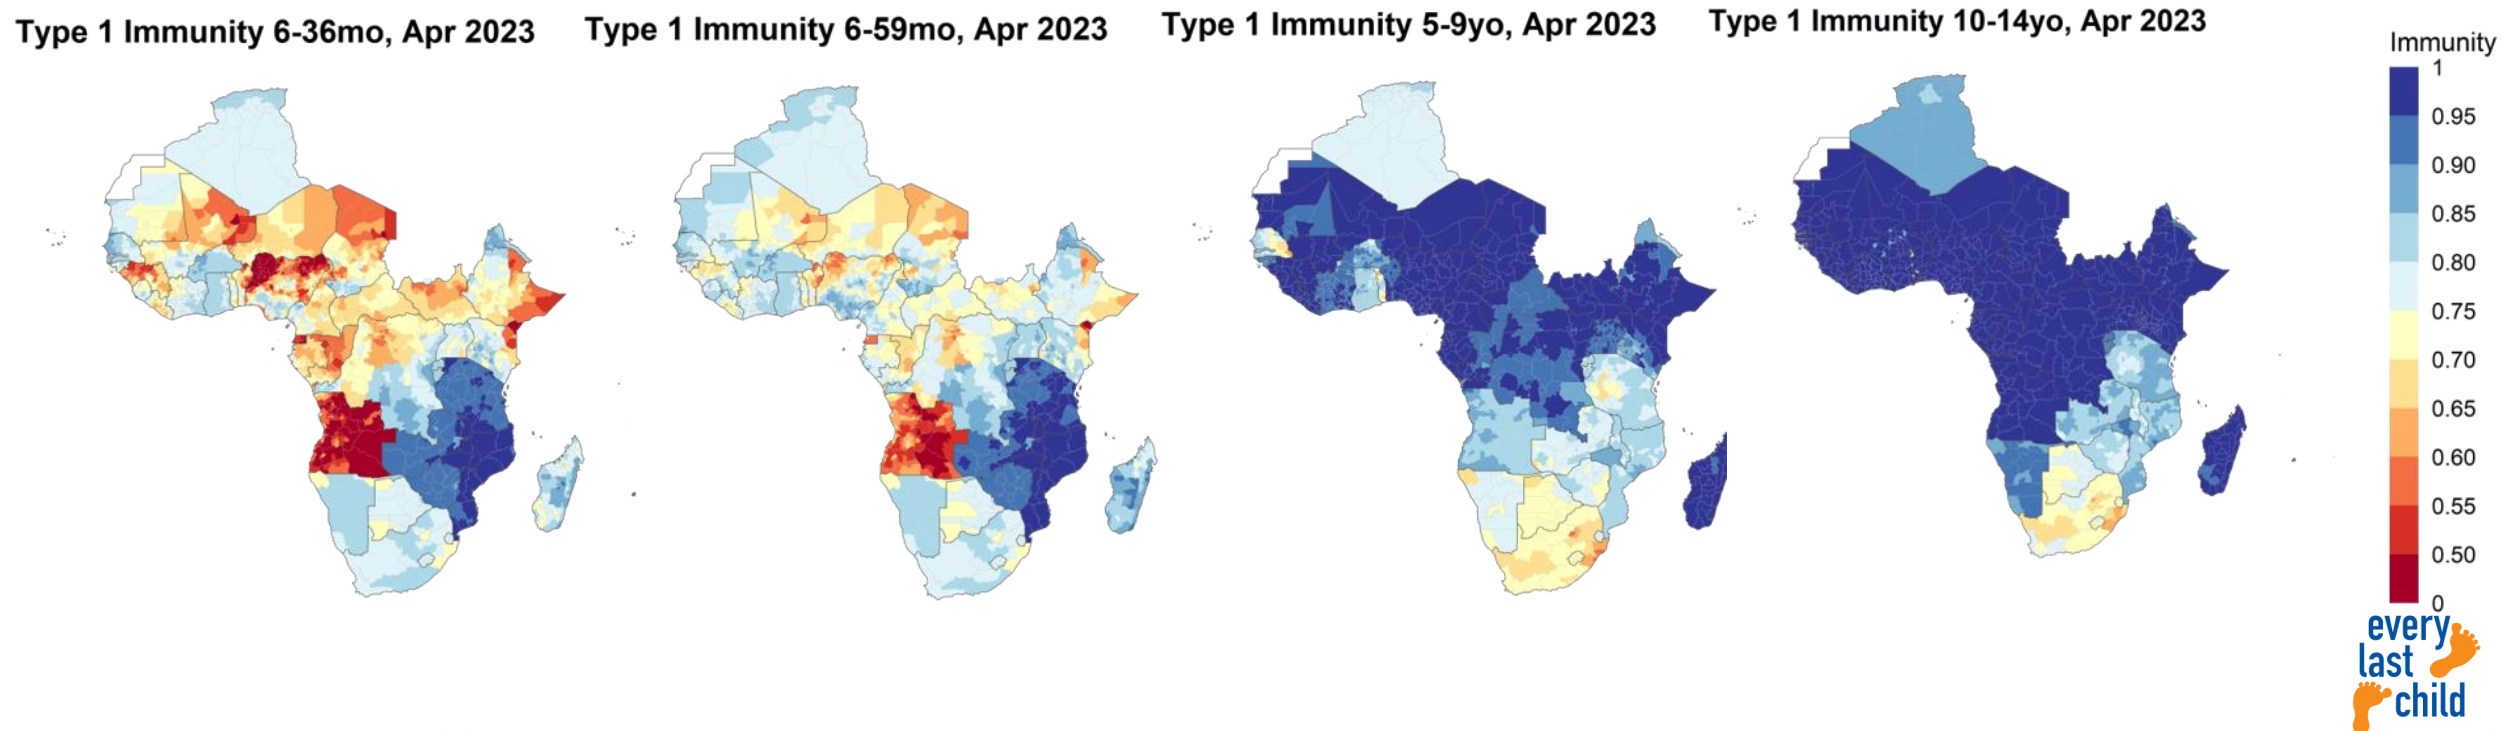 Type 1 Immunity 6-36mo, Apr 2023
Type 1 Immunity 6-59mo, Apr 2023
Type 1 Immunity 5-9yo, Apr 2023
Type 1 Immunity 10-14yo, Apr 2023
Immunity
1
0.95
0.90
0.85
0.80
0.75
0.70
0.65
0.60
0.55
0.50
0
every
last
child